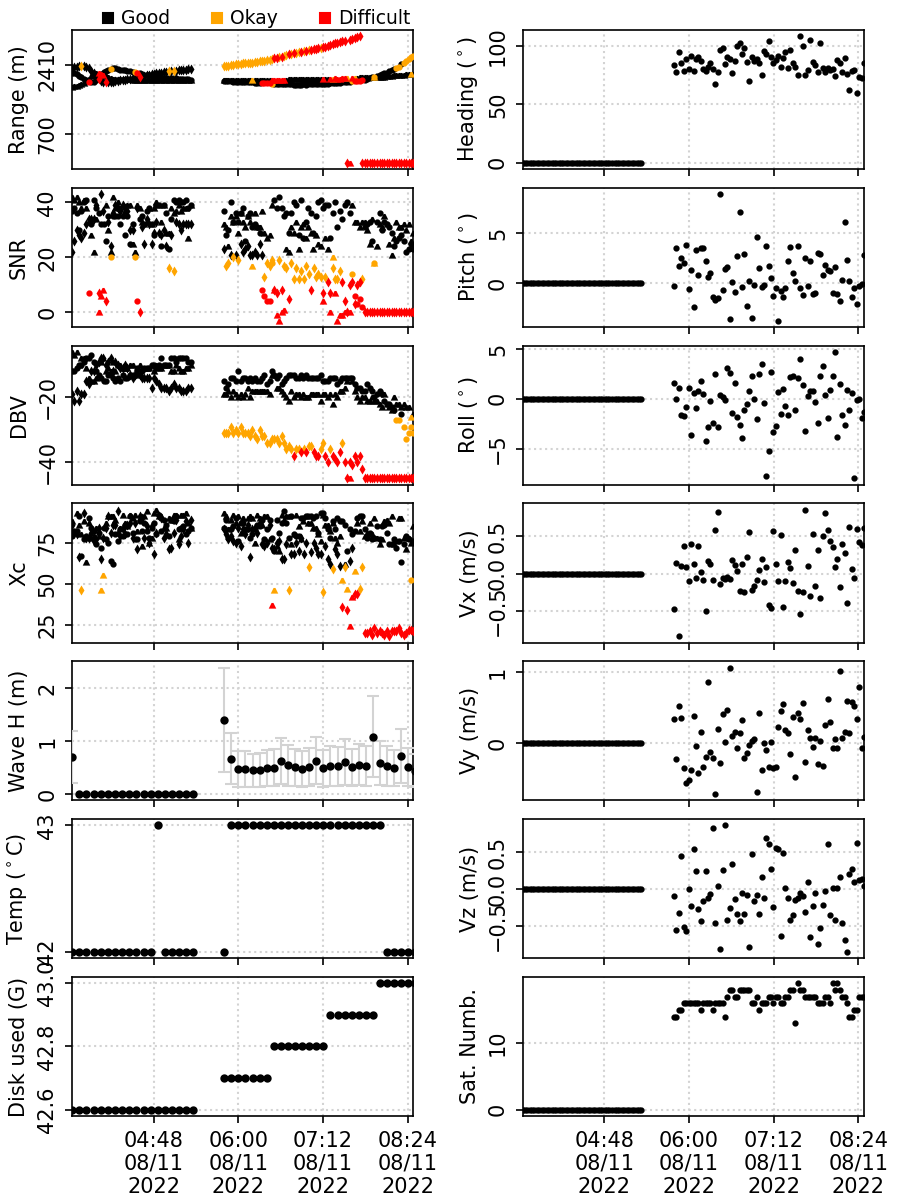 Good Okay Difficult
Range (m)
2410
700
Heading (°)
100
50
0
SNR
40
20
0
Pitch (°)
5
0
DBV
−20
−40
Roll (°)
5
0
−5
Xc
75
50
25
Vx (m/s)
0.5
0.0
−0.5
Wave H (m)
2
1
0
Vy (m/s)
1
0
Temp (°C)
43
42
Vz (m/s)
0.5
0.0
−0.5
Disk used (G)
43.0
42.8
42.6
Sat. Numb.
10
0
04:48 06:00 07:12 08:24 04:48 06:00 07:12 08:24
08/11 08/11 08/11 08/11 08/11 08/11 08/11 08/11
2022 2022 2022 2022 2022 2022 2022 2022